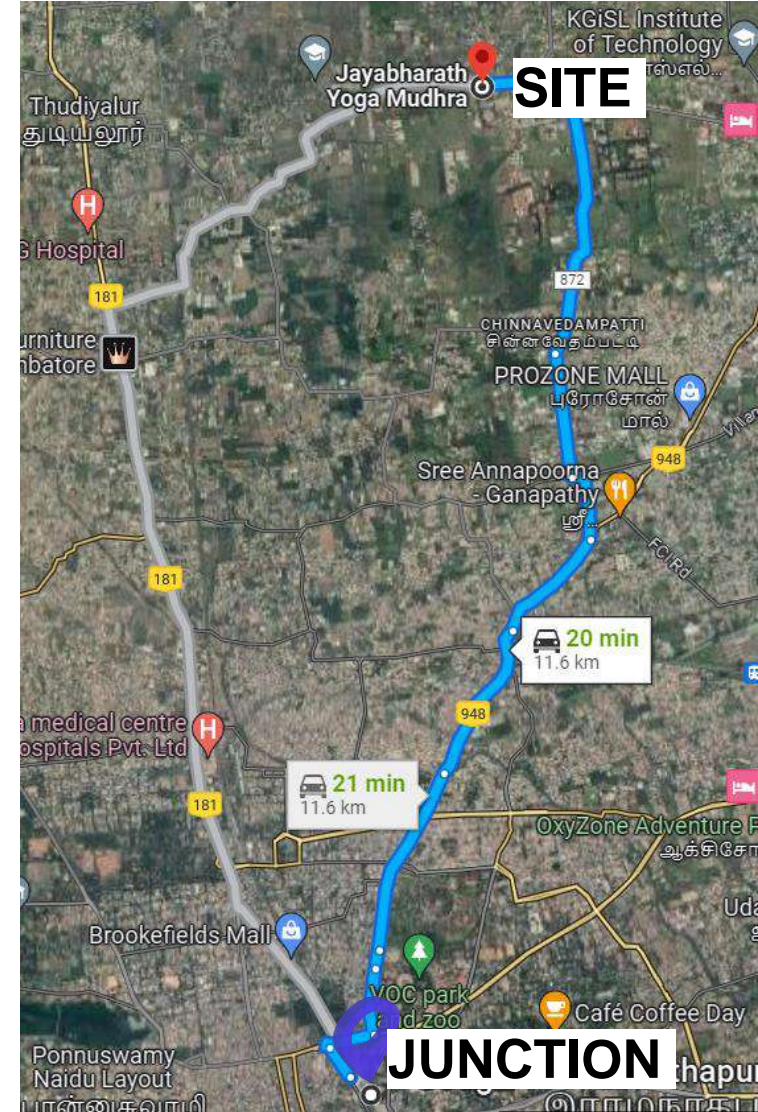 KGiSL Institute
of Technology
SITE
Jayabharath
Yoga Mudhra
Thudiyalur
துடியலூர்
G Hospital
181
urniture
nbatore
872
CHINNAVEDAMPATTI
சின்னவேதம்பட்டி
PROZONE MALL
புரோசோன்
மால்
948
Sree Annapoorna
- Ganapathy
ஸ்ரீ...
FCI Rd
181
20 min
11.6 km
a medical centre
ospitals Pvt. Ltd
948
21 min
11.6 km
181
OxyZone Adventure P
Brookefields Mall
VOC park
and zoo
Café Coffee Day
Ponnuswamy
Naidu Layout
JUNCTION
thapur